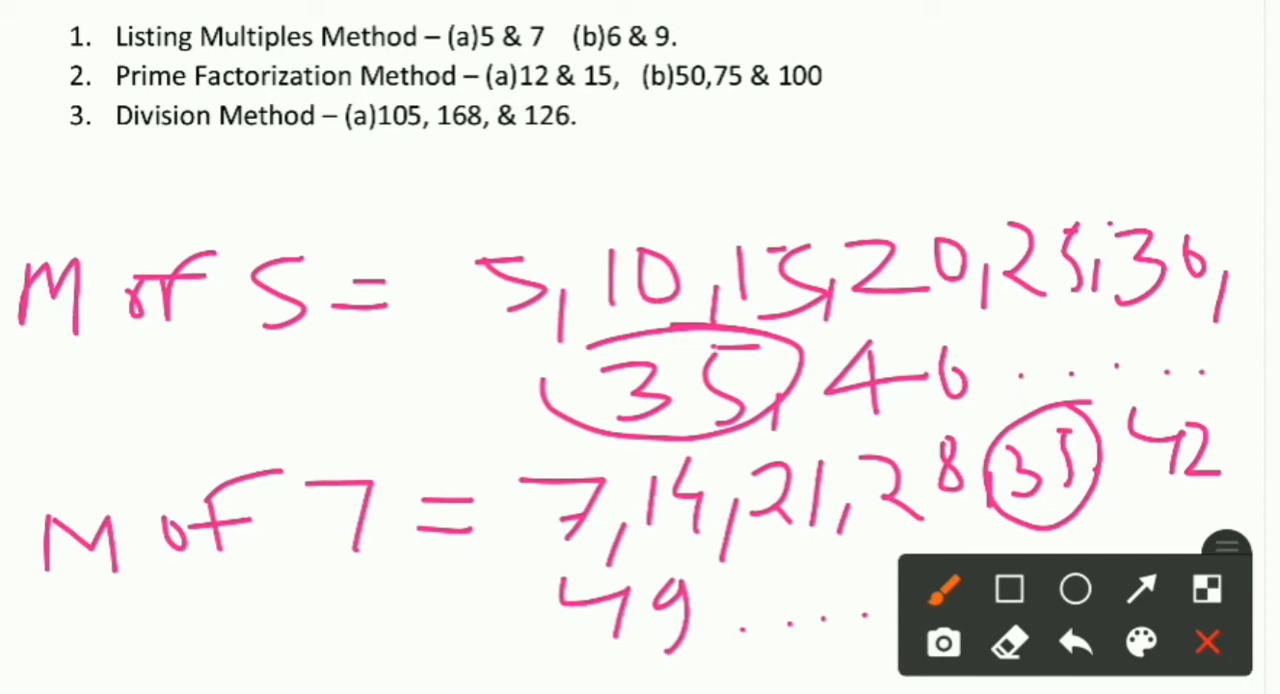 1. Listing Multiples Method – (a)5 & 7 (b)6 & 9.
2. Prime Factorization Method – (a)12 & 15, (b)50,75 & 100
3. Division Method – (a)105, 168, & 126.
M of 5 = 5, 10, 15, 20, 25, 30,
35, 40 . . . . .
M of 7 = 7, 14, 21, 28 35 42
49 . . . .